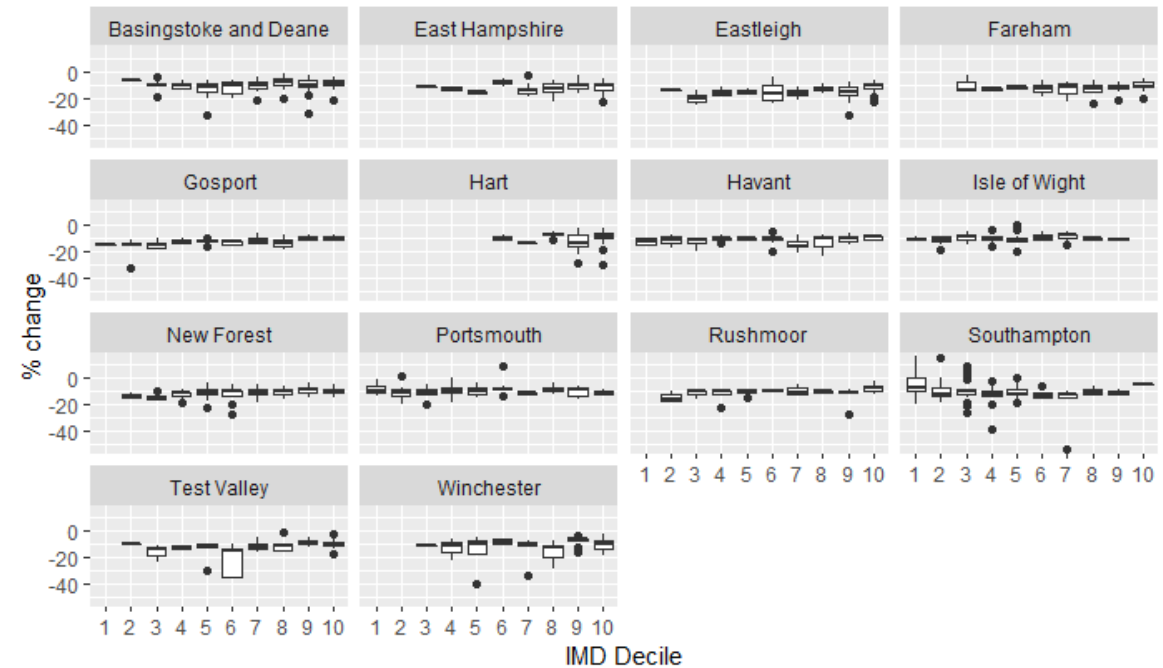 Basingstoke and Deane East Hampshire Eastleigh Fareham
0
-20
-40
Gosport Hart Havant Isle of Wight
0
-20
-40
New Forest Portsmouth Rushmoor Southampton
0
-20
-40
1 2 3 4 5 6 7 8 9 10 1 2 3 4 5 6 7 8 9 10
Test Valley Winchester
0
-20
-40
1 2 3 4 5 6 7 8 9 10 1 2 3 4 5 6 7 8 9 10
% change
IMD Decile